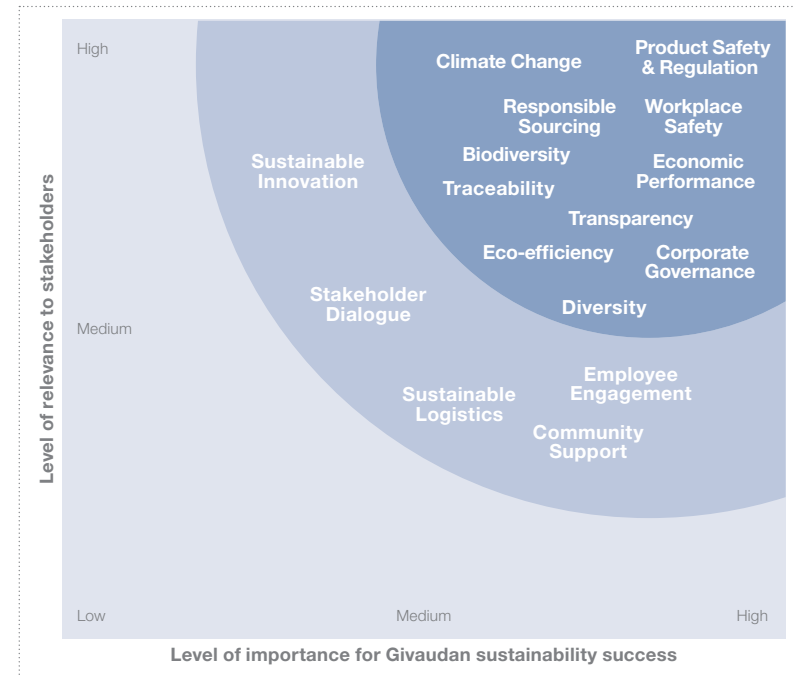 High
Climate Change
Product Safety
& Regulation
Responsible
Sourcing
Workplace
Safety
Biodiversity
Sustainable
Innovation
Economic
Performance
Traceability
Transparency
Eco-efficiency
Corporate
Governance
Stakeholder
Dialogue
Diversity
Medium
Employee
Engagement
Sustainable
Logistics
Community
Support
Low
Medium
High
Level of relevance to stakeholders
Level of importance for Givaudan sustainability success